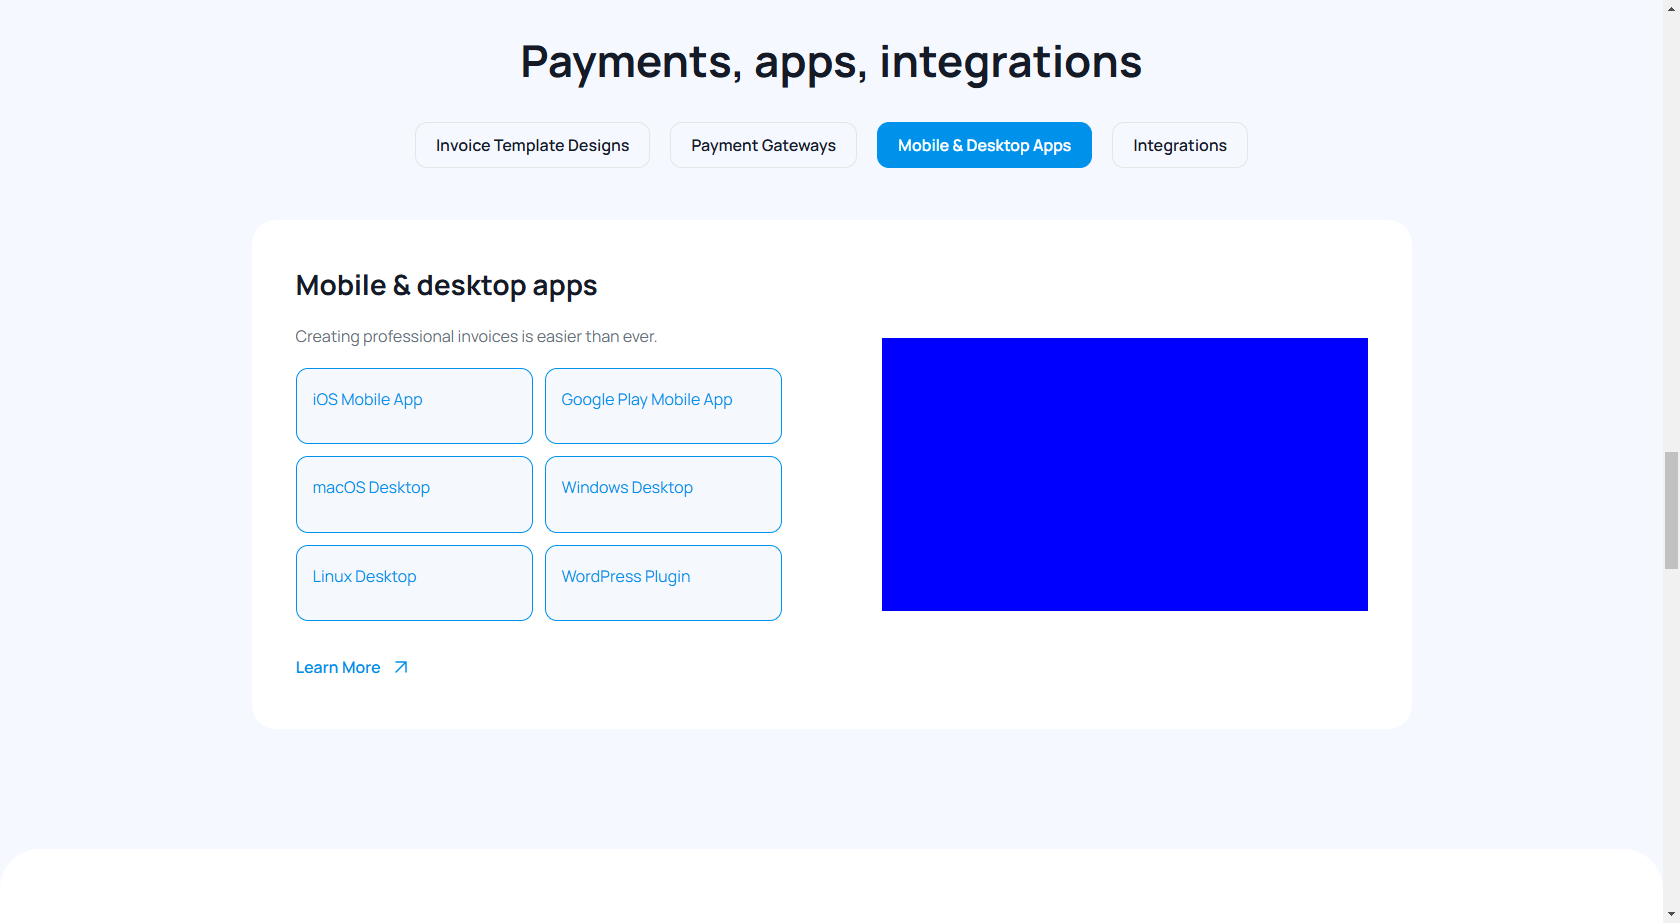 Payments, apps, integrations
Invoice Template Designs
Payment Gateways
Mobile & Desktop Apps
Integrations
Mobile & desktop apps
Creating professional invoices is easier than ever.
iOS Mobile App
Google Play Mobile App
macOS Desktop
Windows Desktop
Linux Desktop
WordPress Plugin
Learn More